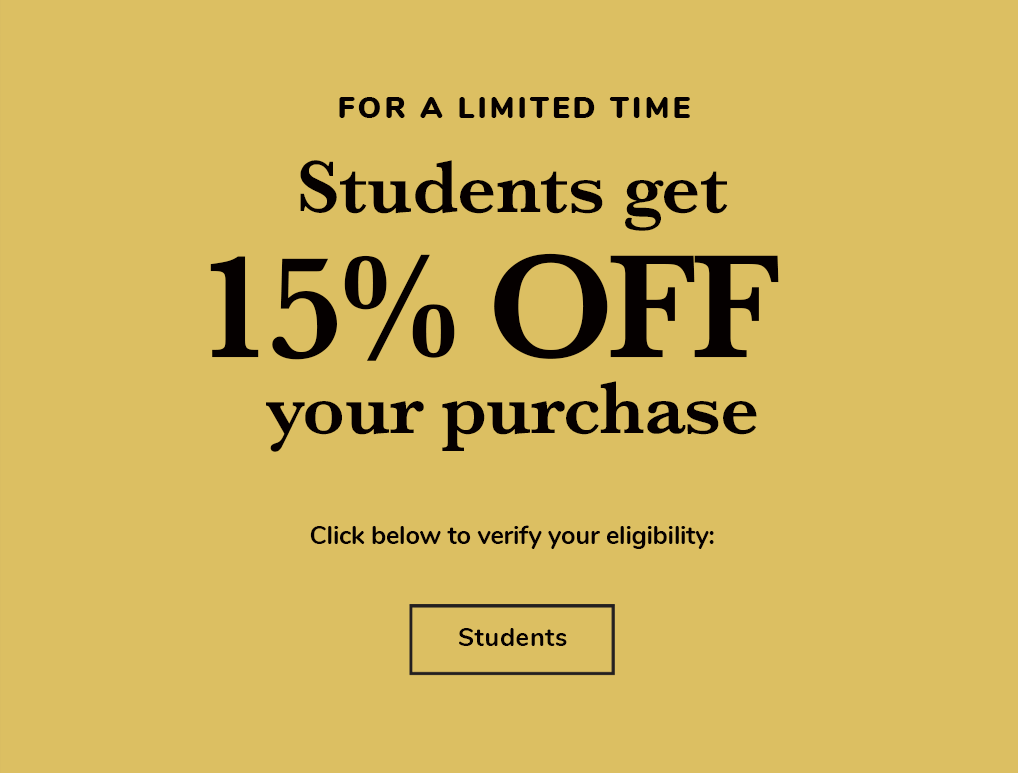 FOR A LIMITED TIME
Students get
15% OFF
your purchase
Click below to verify your eligibility:
Students